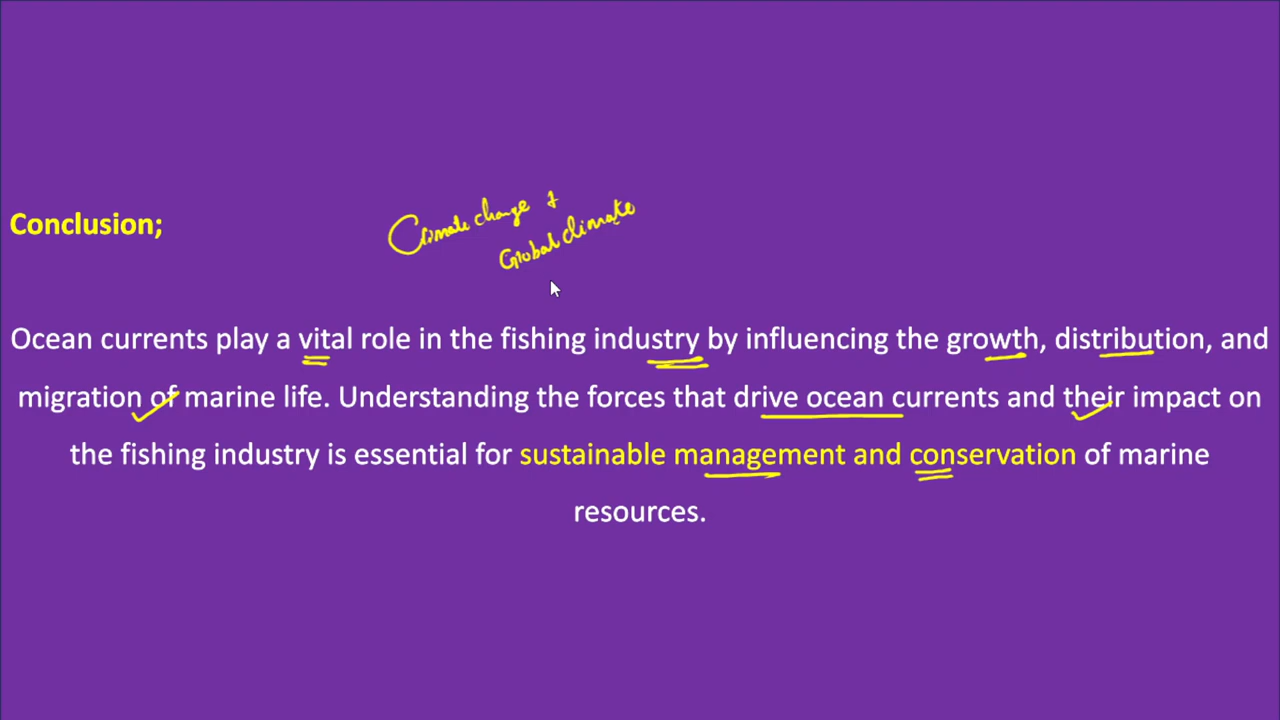 Conclusion;
Climate change &
Global climate
Ocean currents play a vital role in the fishing industry by influencing the growth, distribution, and
migration of marine life. Understanding the forces that drive ocean currents and their impact on
the fishing industry is essential for sustainable management and conservation of marine
resources.